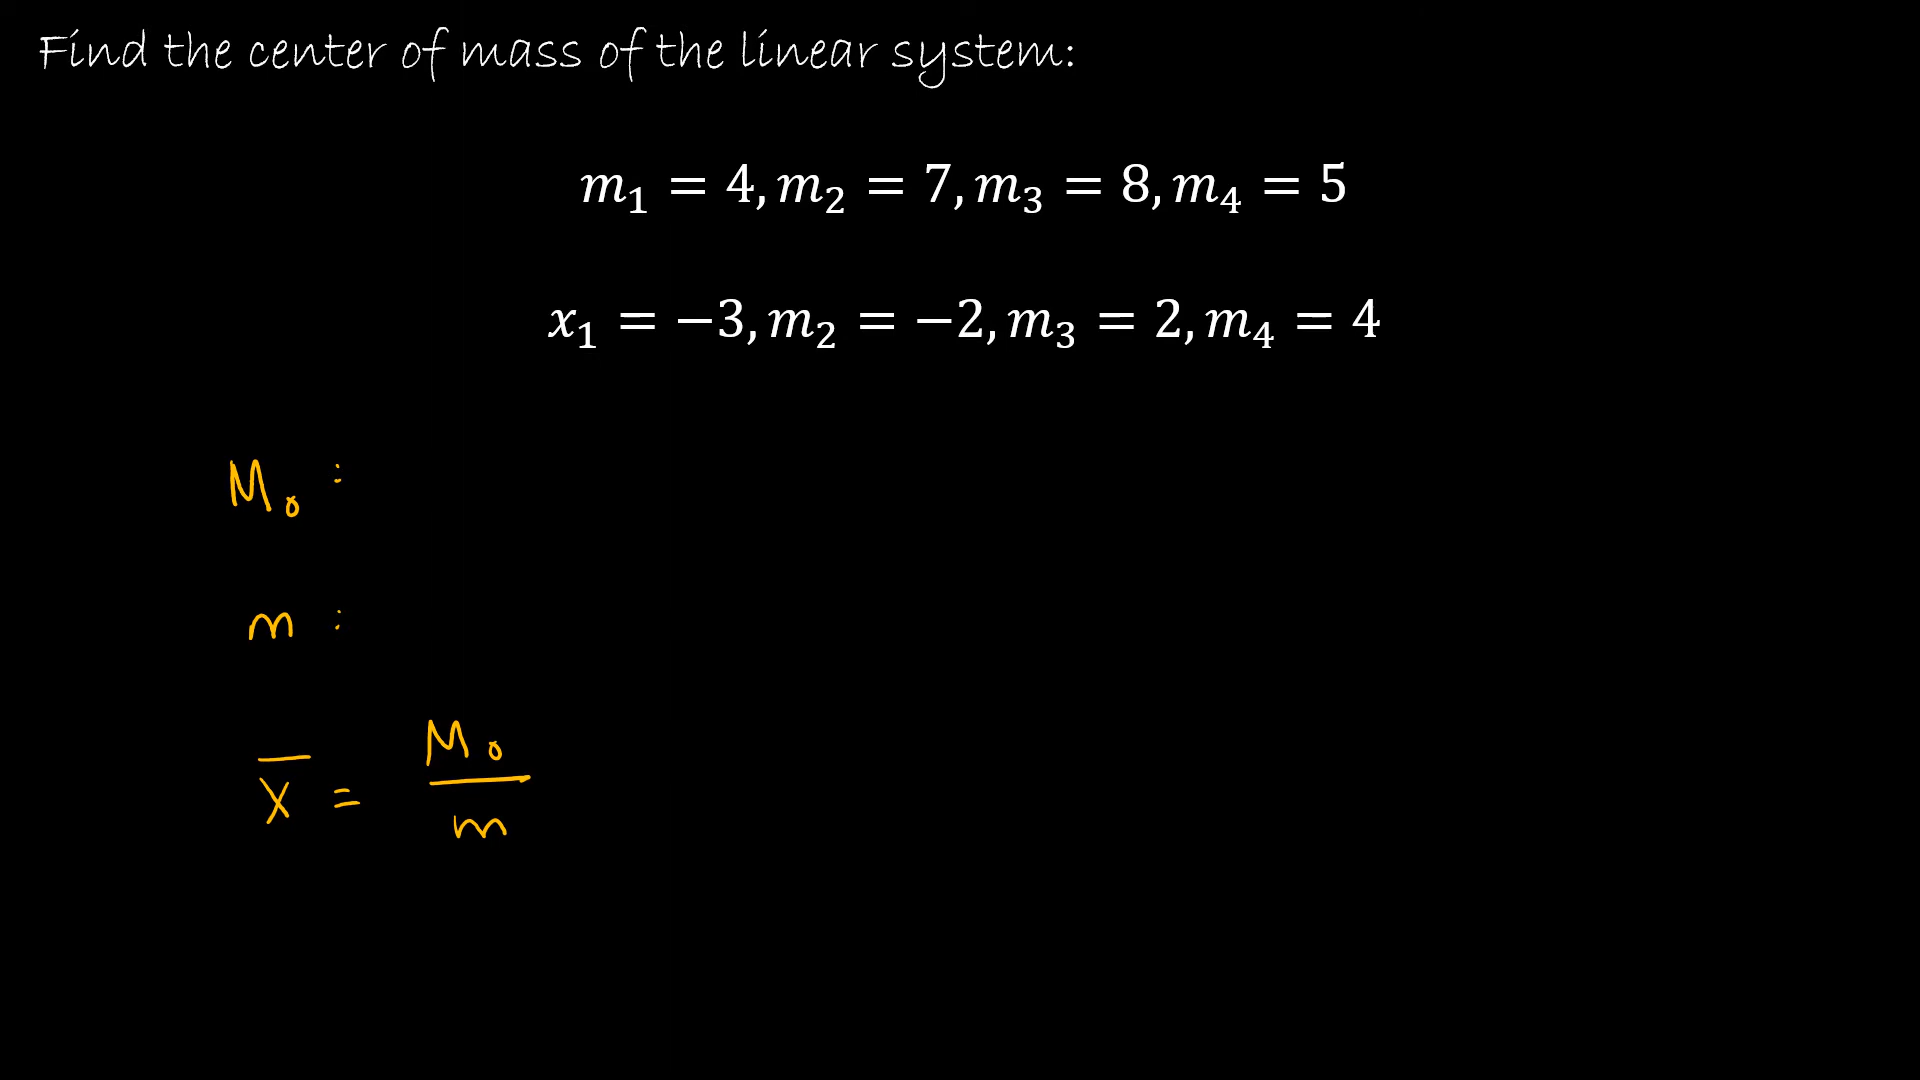 Find the center of mass of the linear system:
m₁ = 4, m₂ = 7, m₃ = 8, m₄ = 5
x₁ = −3, m₂ = −2, m₃ = 2, m₄ = 4
M₀ :
m :
x̅ = M₀/m